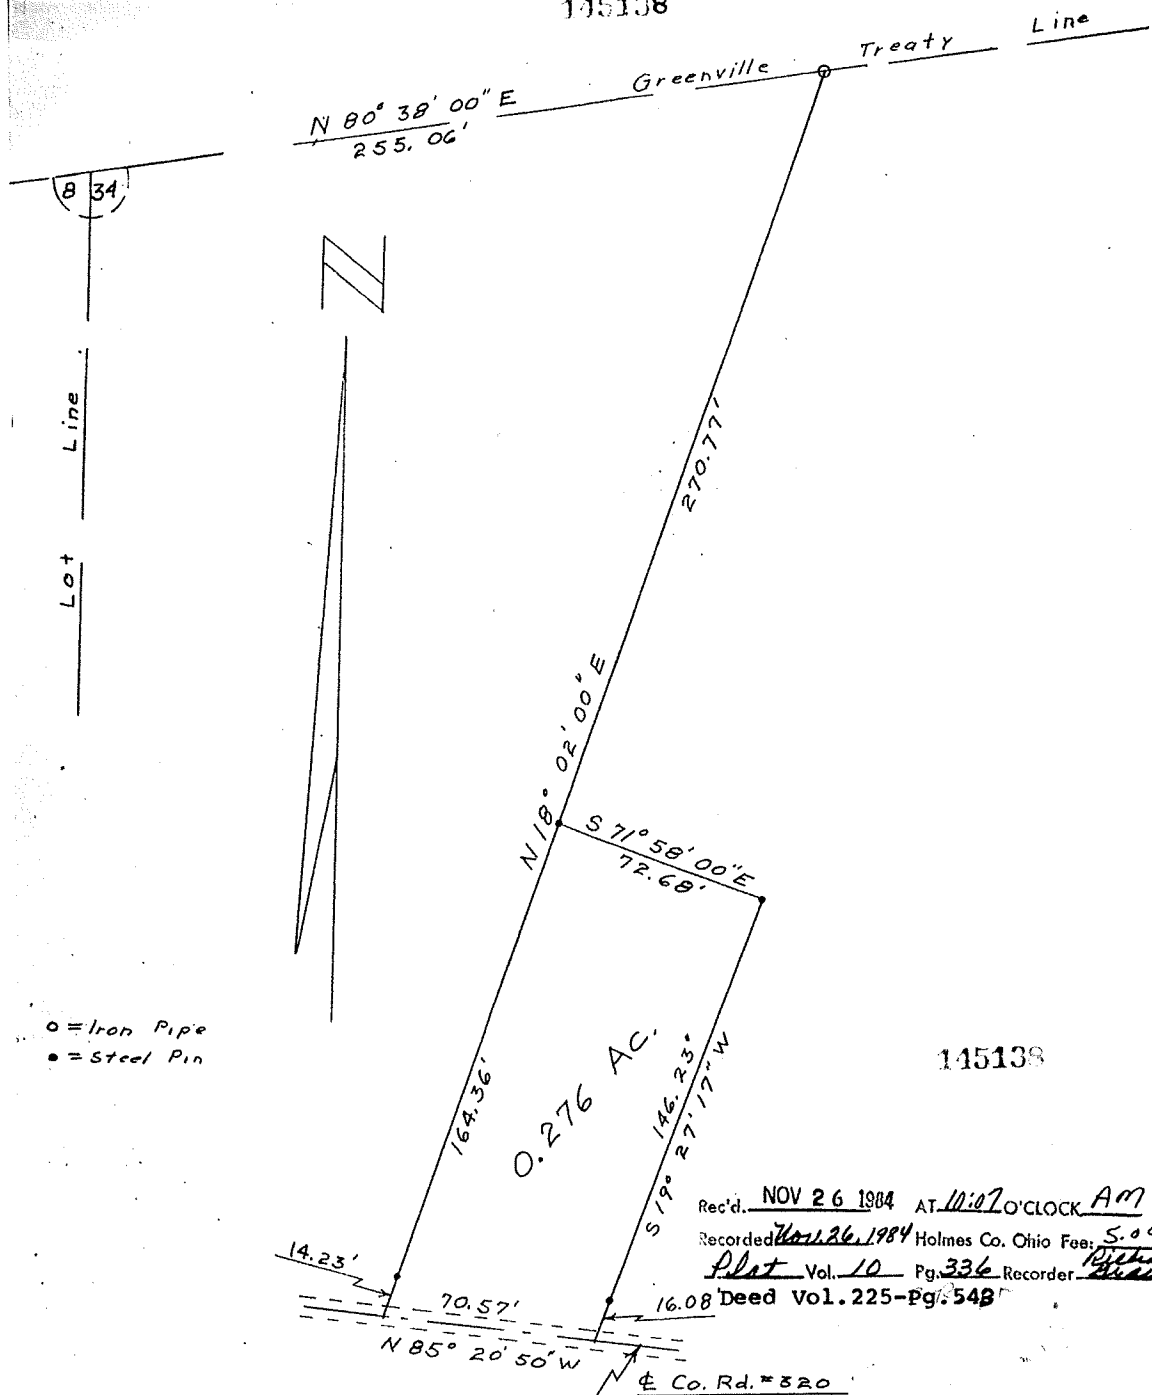 145138
Greenville Treaty Line
N 80° 38' 00" E
255.06'
8 34
N
Lot Line
270.77'
N 18° 02' 00" E
S 71° 58' 00" E
72.68'
o = Iron Pipe
• = Steel Pin
164.36'
0.276 Ac.
146.23'
S 19° 27' 17" W
145138
Rec'd. NOV 26 1984 AT 10:07 O'CLOCK AM
Recorded Nov. 26, 1984 Holmes Co. Ohio Fee: 5.00
Plat Vol. 10 Pg. 336 Recorder
Deed Vol.225-Pg.543
14.23'
70.57'
16.08'
N 85° 20' 50" W
℄ Co. Rd. #320